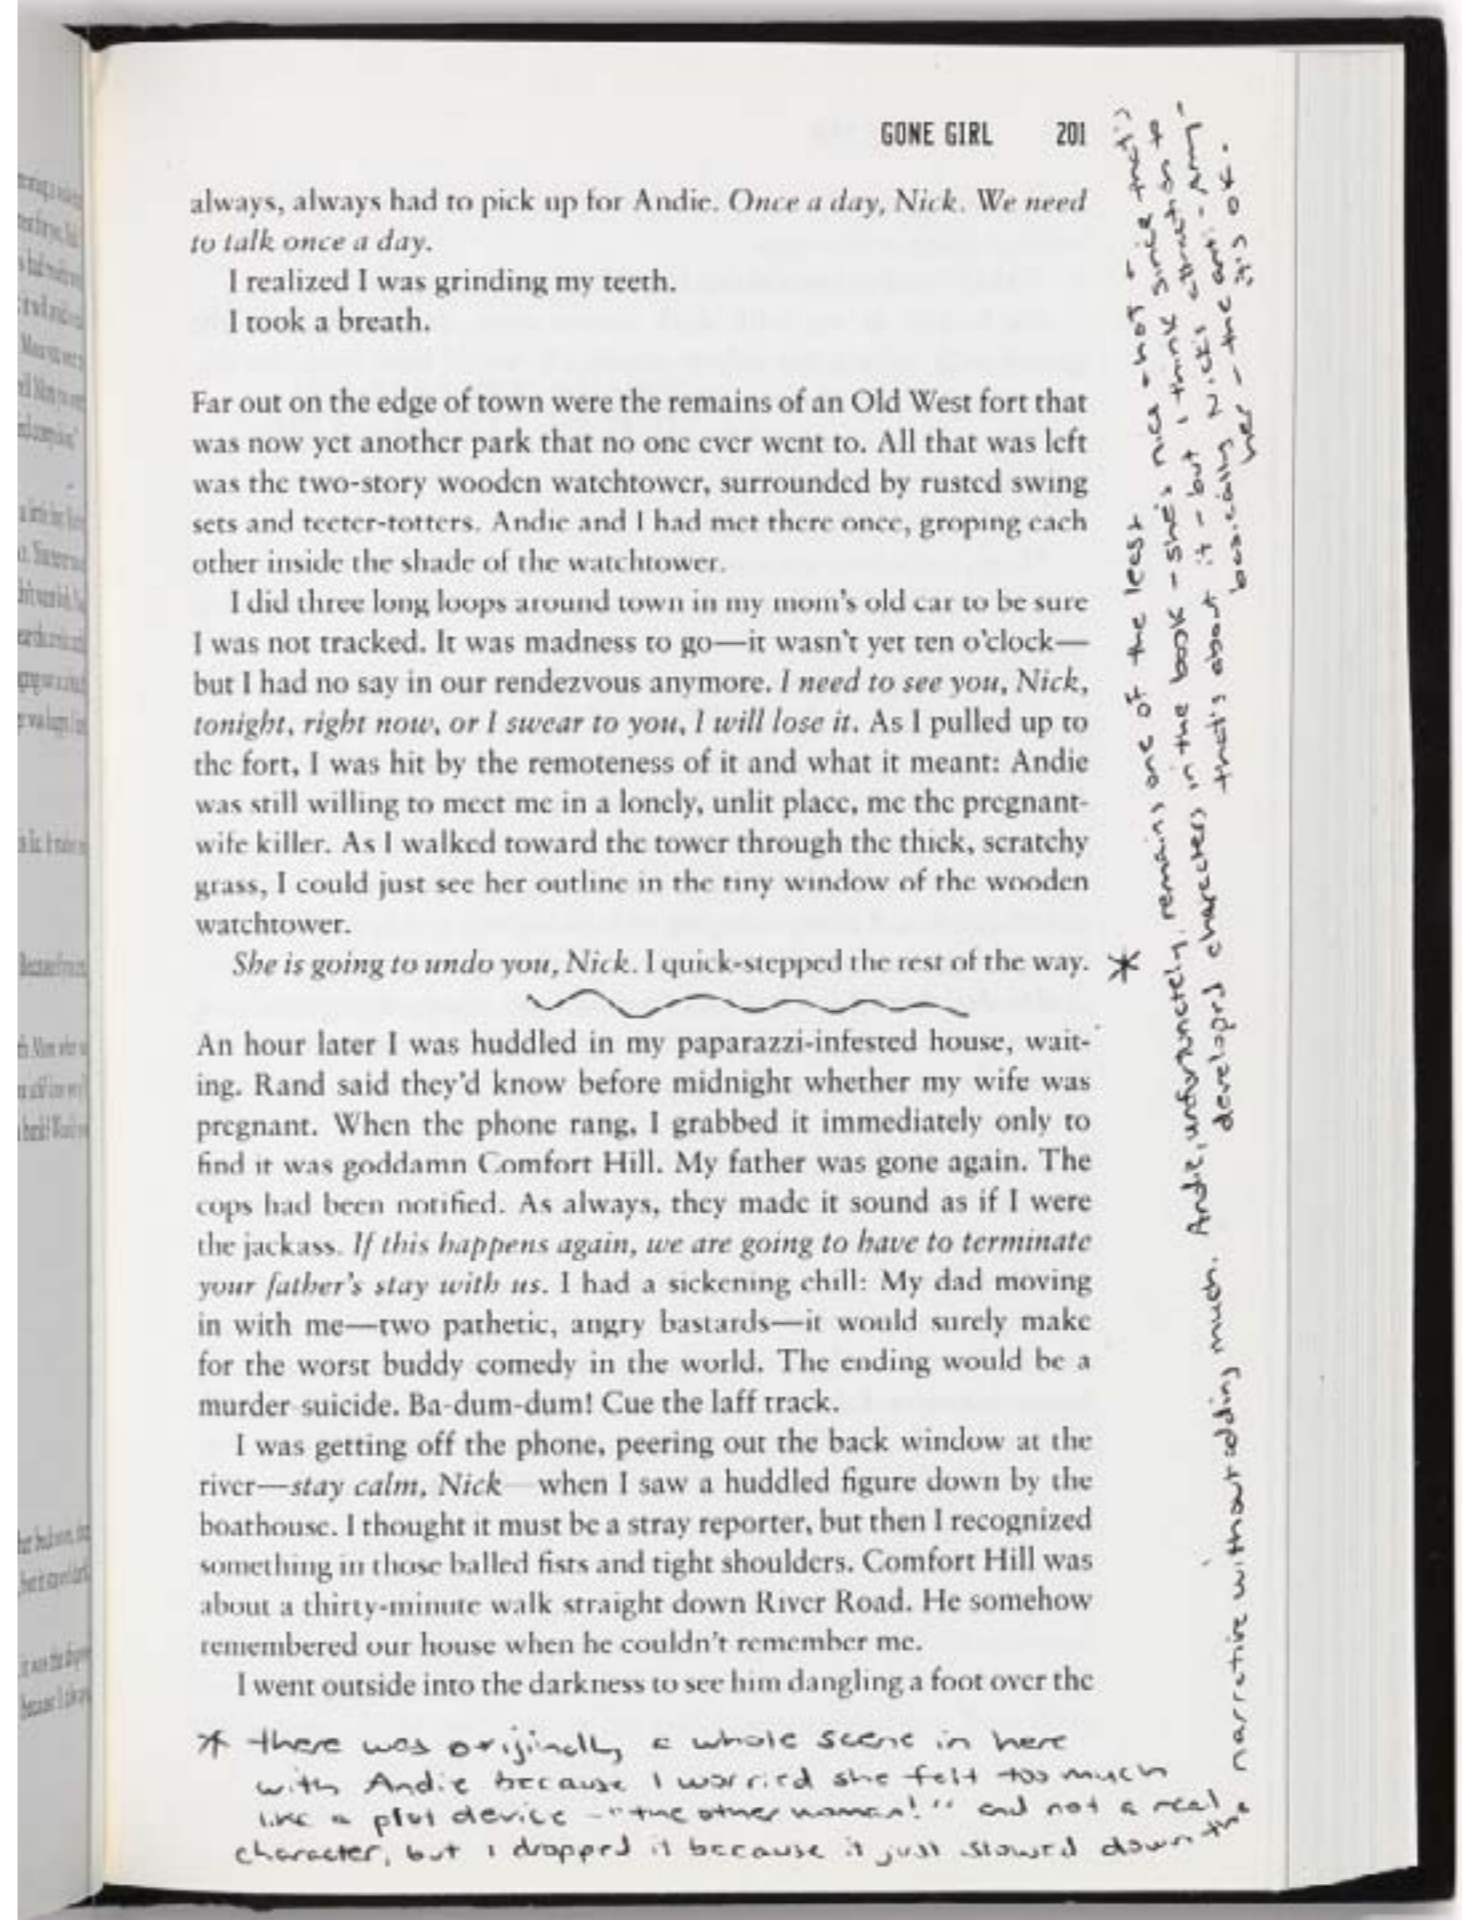 GONE GIRL 201
always, always had to pick up for Andie. Once a day, Nick. We need
to talk once a day.
I realized I was grinding my teeth.
I took a breath.
Far out on the edge of town were the remains of an Old West fort that
was now yet another park that no one ever went to. All that was left
was the two-story wooden watchtower, surrounded by rusted swing
sets and teeter-totters. Andie and I had met there once, groping each
other inside the shade of the watchtower.
I did three long loops around town in my mom's old car to be sure
I was not tracked. It was madness to go—it wasn't yet ten o'clock—
but I had no say in our rendezvous anymore. I need to see you, Nick,
tonight, right now, or I swear to you, I will lose it. As I pulled up to
the fort, I was hit by the remoteness of it and what it meant: Andie
was still willing to meet me in a lonely, unlit place, me the pregnant-
wife killer. As I walked toward the tower through the thick, scratchy
grass, I could just see her outline in the tiny window of the wooden
watchtower.
She is going to undo you, Nick. I quick-stepped the rest of the way. *
An hour later I was huddled in my paparazzi-infested house, wait-
ing. Rand said they'd know before midnight whether my wife was
pregnant. When the phone rang, I grabbed it immediately only to
find it was goddamn Comfort Hill. My father was gone again. The
cops had been notified. As always, they made it sound as if I were
the jackass. If this happens again, we are going to have to terminate
your father's stay with us. I had a sickening chill: My dad moving
in with me—two pathetic, angry bastards—it would surely make
for the worst buddy comedy in the world. The ending would be a
murder-suicide. Ba-dum-dum! Cue the laff track.
I was getting off the phone, peering out the back window at the
river—stay calm, Nick—when I saw a huddled figure down by the
boathouse. I thought it must be a stray reporter, but then I recognized
something in those balled fists and tight shoulders. Comfort Hill was
about a thirty-minute walk straight down River Road. He somehow
remembered our house when he couldn't remember me.
I went outside into the darkness to see him dangling a foot over the
* there was originally a whole scene in here
with Andie because I worried she felt too much
like a plot device - "the other woman!" and not a real
character, but I dropped it because it just slowed down the
narrative without adding much. Andie, unfortunately, remains one of the least
developed characters in the book - she's nice - hot - since that's
that's about it - but I think since
basically Nick's attraction to
her - the anti-Amy -
it's ok.